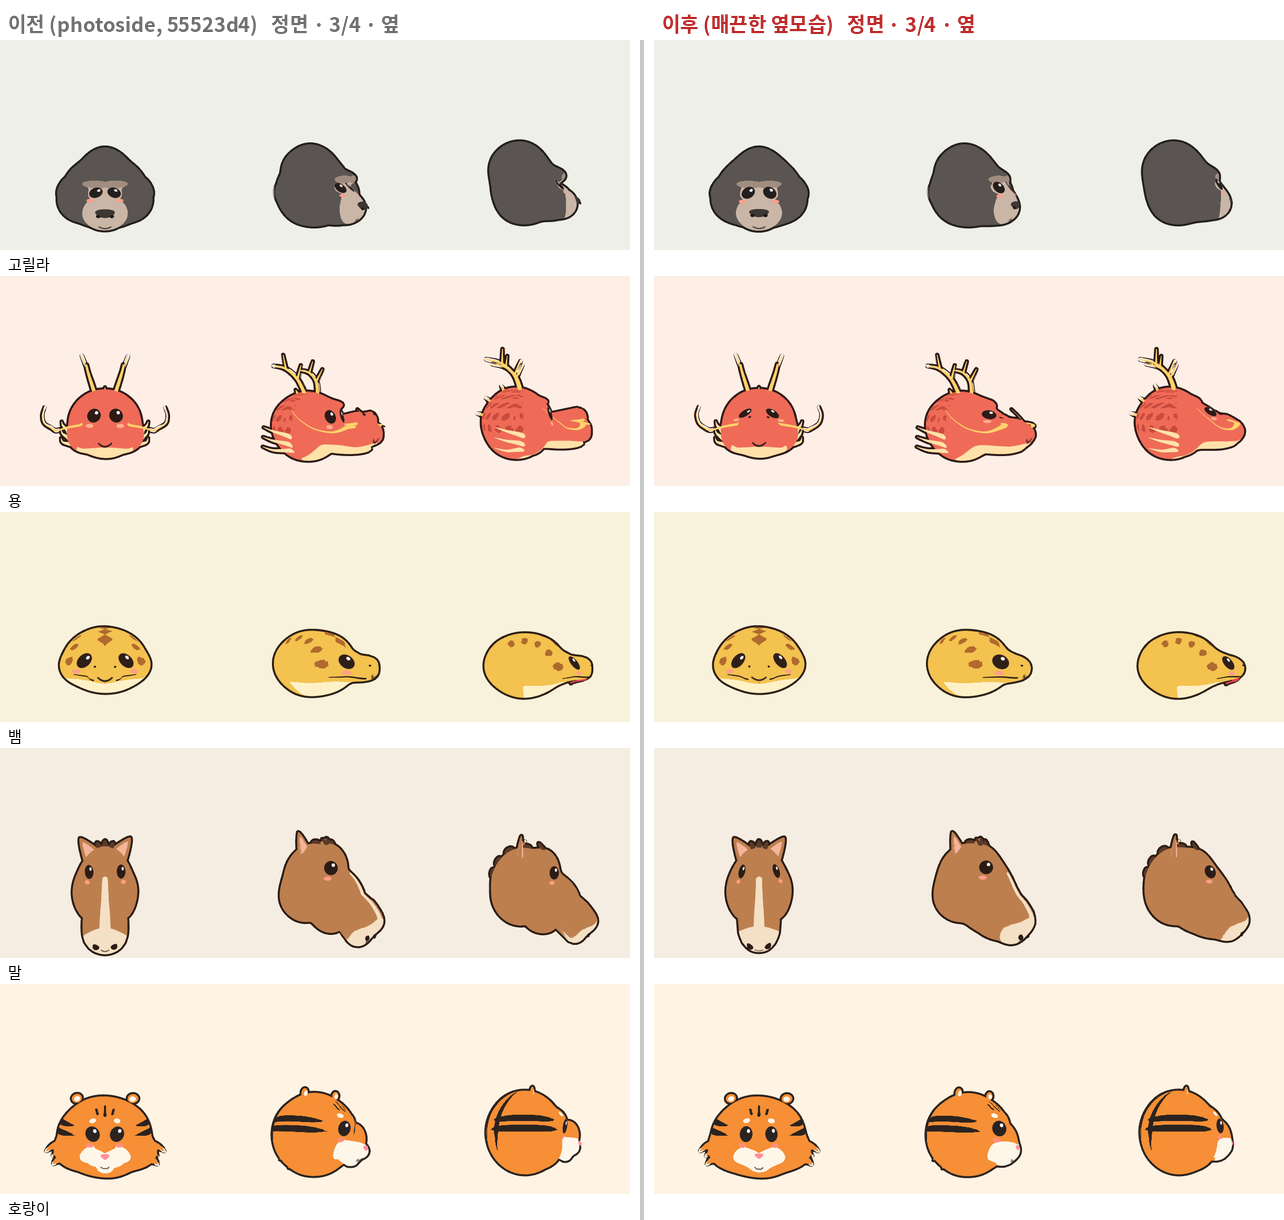 이전 (photoside, 55523d4) 정면 · 3/4 · 옆
이후 (매끈한 옆모습) 정면 · 3/4 · 옆
고릴라
용
뱀
말
호랑이